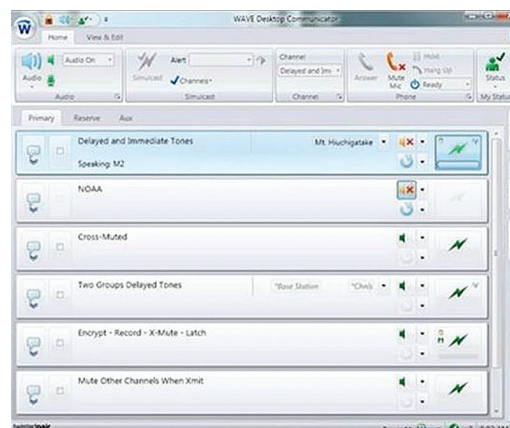 WAVE Desktop Communicator
W
Home View & Edit
Audio On
Audio
Audio
Simulcast
Alert
Channels
Simulcast
Channel
Delayed and Imm
Channel
Answer
Mute Mic
Hold
Hang Up
Ready
Phone
Status
My Status
Primary Reserve Aux
Delayed and Immediate Tones Mt. Hiuchigatake
Speaking: M2
NOAA
Cross-Muted
Two Groups Delayed Tones *Base Station *Chnls
Encrypt - Record - X-Mute - Latch
Mute Other Channels When Xmit